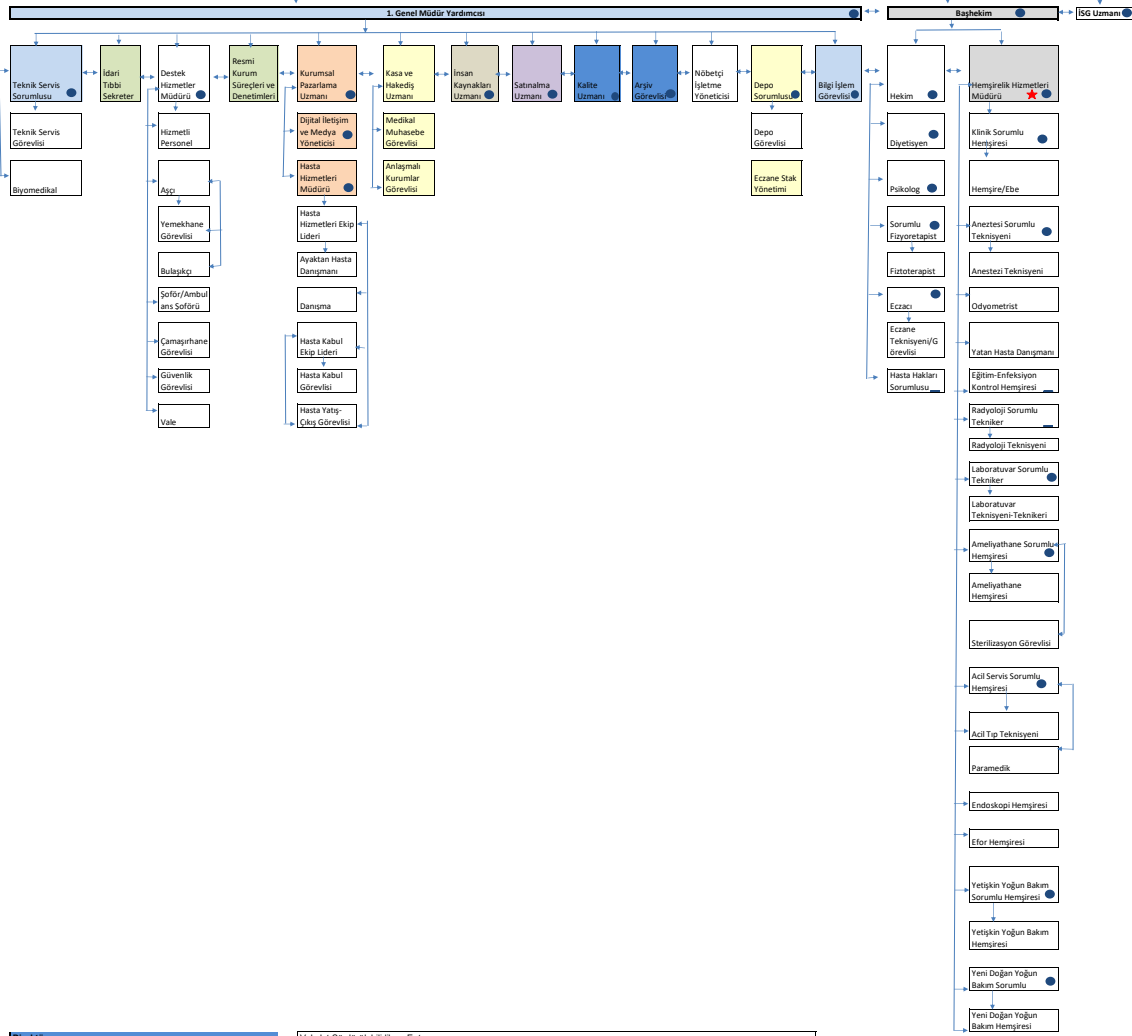 1. Genel Müdür Yardımcısı
Başhekim
İSG Uzmanı
Teknik Servis
Sorumlusu
İdari
Tıbbi
Sekreter
Destek
Hizmetler
Müdürü
Resmi
Kurum
Süreçleri ve
Denetimleri
Kurumsal
Pazarlama
Uzmanı
Kasa ve
Hakediş
Uzmanı
İnsan
Kaynakları
Uzmanı
Satınalma
Uzmanı
Kalite
Uzmanı
Arşiv
Görevlisi
Nöbetçi
İşletme
Yöneticisi
Depo
Sorumlusu
Bilgi İşlem
Görevlisi
Hekim
Hemşirelik Hizmetleri
Müdürü
Teknik Servis
Görevlisi
Biyomedikal
Hizmetli
Personel
Aşçı
Yemekhane
Görevlisi
Bulaşıkçı
Şoför/Ambul
ans Şoförü
Çamaşırhane
Görevlisi
Güvenlik
Görevlisi
Vale
Dijital İletişim
ve Medya
Yöneticisi
Hasta
Hizmetleri
Müdürü
Hasta
Hizmetleri Ekip
Lideri
Ayaktan Hasta
Danışmanı
Danışma
Hasta Kabul
Ekip Lideri
Hasta Kabul
Görevlisi
Hasta Yatış-
Çıkış Görevlisi
Medikal
Muhasebe
Görevlisi
Anlaşmalı
Kurumlar
Görevlisi
Depo
Görevlisi
Eczane Stak
Yönetimi
Diyetisyen
Psikolog
Sorumlu
Fizyoretapist
Fiztoterapist
Eczacı
Eczane
Teknisyeni/G
örevlisi
Hasta Hakları
Sorumlusu
Klinik Sorumlu
Hemşiresi
Hemşire/Ebe
Aneztesi Sorumlu
Teknisyeni
Anestezi Teknisyeni
Odyometrist
Yatan Hasta Danışmanı
Eğitim-Enfeksiyon
Kontrol Hemşiresi
Radyoloji Sorumlu
Tekniker
Radyoloji Teknisyeni
Laboratuvar Sorumlu
Tekniker
Laboratuvar
Teknisyeni-Teknikeri
Ameliyathane Sorumlu
Hemşiresi
Ameliyathane
Hemşiresi
Sterilizasyon Görevlisi
Acil Servis Sorumlu
Hemşiresi
Acil Tıp Teknisyeni
Paramedik
Endoskopi Hemşiresi
Efor Hemşiresi
Yetişkin Yoğun Bakım
Sorumlu Hemşiresi
Yetişkin Yoğun Bakım
Hemşiresi
Yeni Doğan Yoğun
Bakım Sorumlu
Yeni Doğan Yoğun
Bakım Hemşiresi